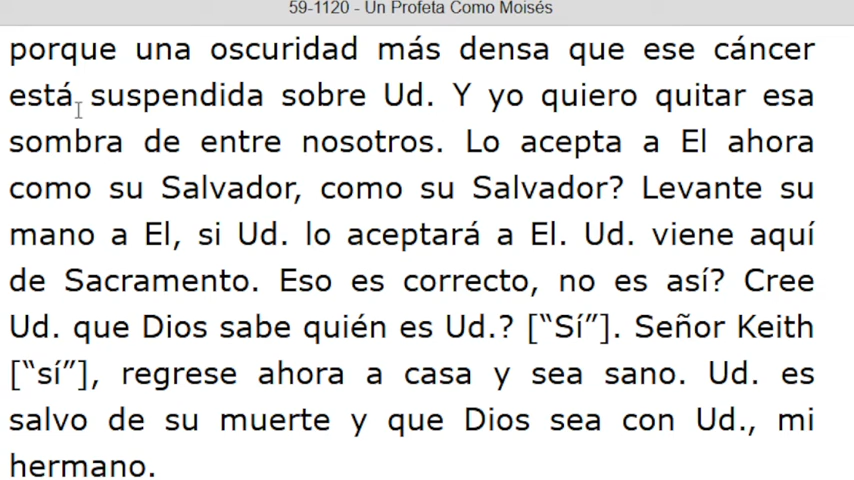 59-1120 - Un Profeta Como Moisés
porque una oscuridad más densa que ese cáncer
está suspendida sobre Ud. Y yo quiero quitar esa
sombra de entre nosotros. Lo acepta a El ahora
como su Salvador, como su Salvador? Levante su
mano a El, si Ud. lo aceptará a El. Ud. viene aquí
de Sacramento. Eso es correcto, no es así? Cree
Ud. que Dios sabe quién es Ud.? [“Sí”]. Señor Keith
[“sí”], regrese ahora a casa y sea sano. Ud. es
salvo de su muerte y que Dios sea con Ud., mi
hermano.